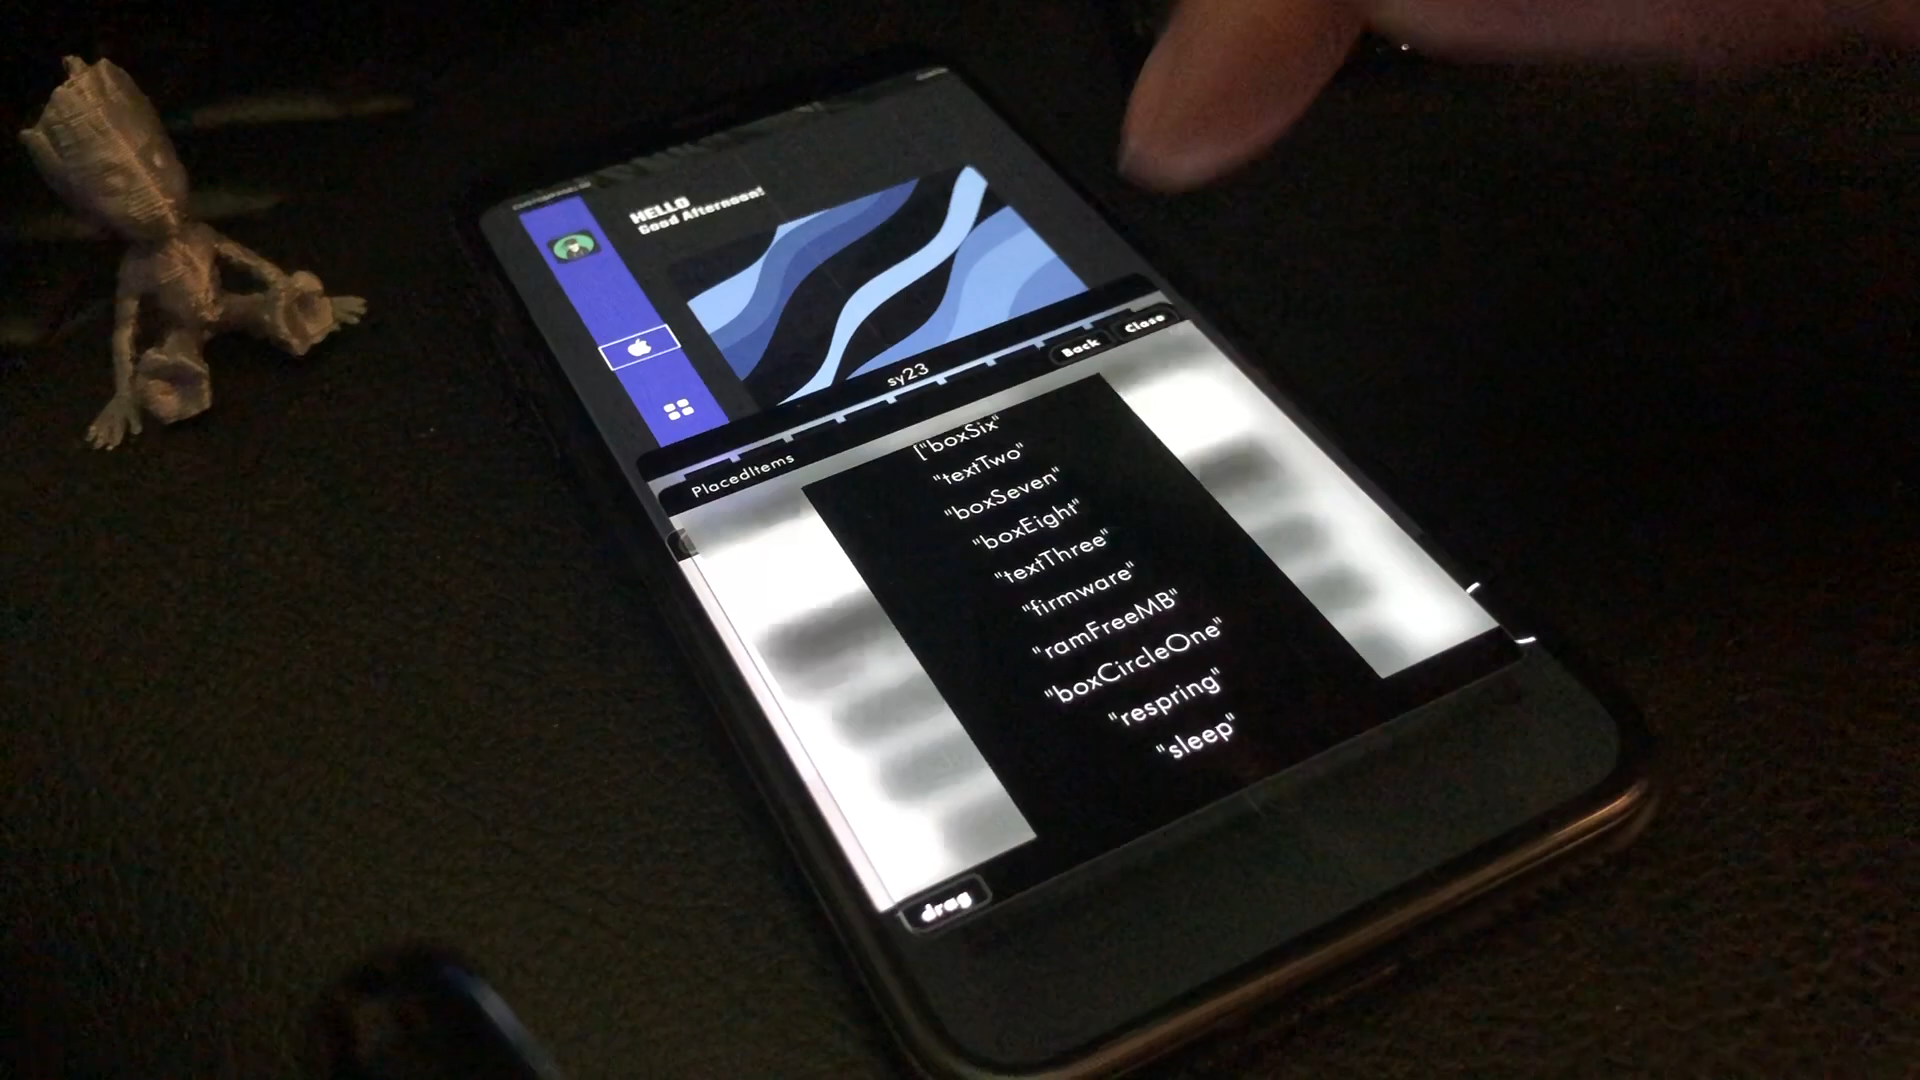 HELLO
Good Afternoon!
sy23
Back
Close
PlacedItems
["boxSix"
"textTwo"
"boxSeven"
"boxEight"
"textThree"
"firmware"
"ramFreeMB"
"boxCircleOne"
"respring"
"sleep"
drag